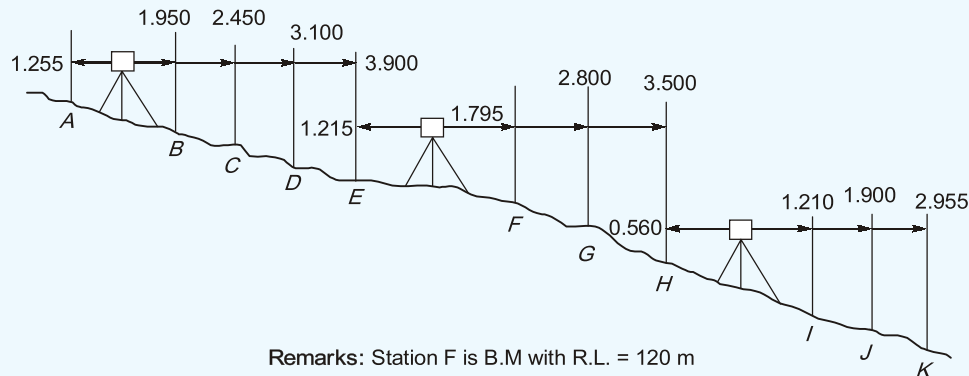 1.950 2.450
3.100
1.255
3.900
2.800
3.500
A
1.215
1.795
B
C
D
E
1.210 1.900 2.955
F
G
0.560
H
I
J
K
Remarks: Station F is B.M with R.L. = 120 m